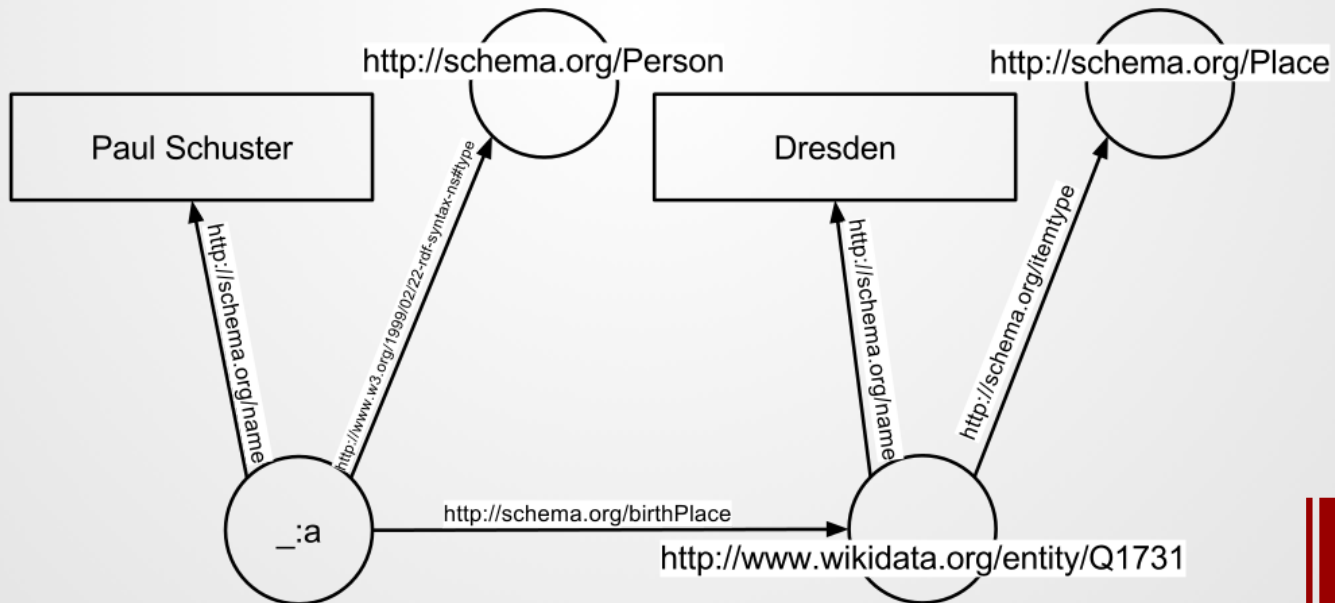 http://schema.org/Person
http://schema.org/Place
Paul Schuster
Dresden
http://schema.org/name
http://www.w3.org/1999/02/22-rdf-syntax-ns#type
http://schema.org/name
http://schema.org/itemtype
_:a
http://schema.org/birthPlace
http://www.wikidata.org/entity/Q1731